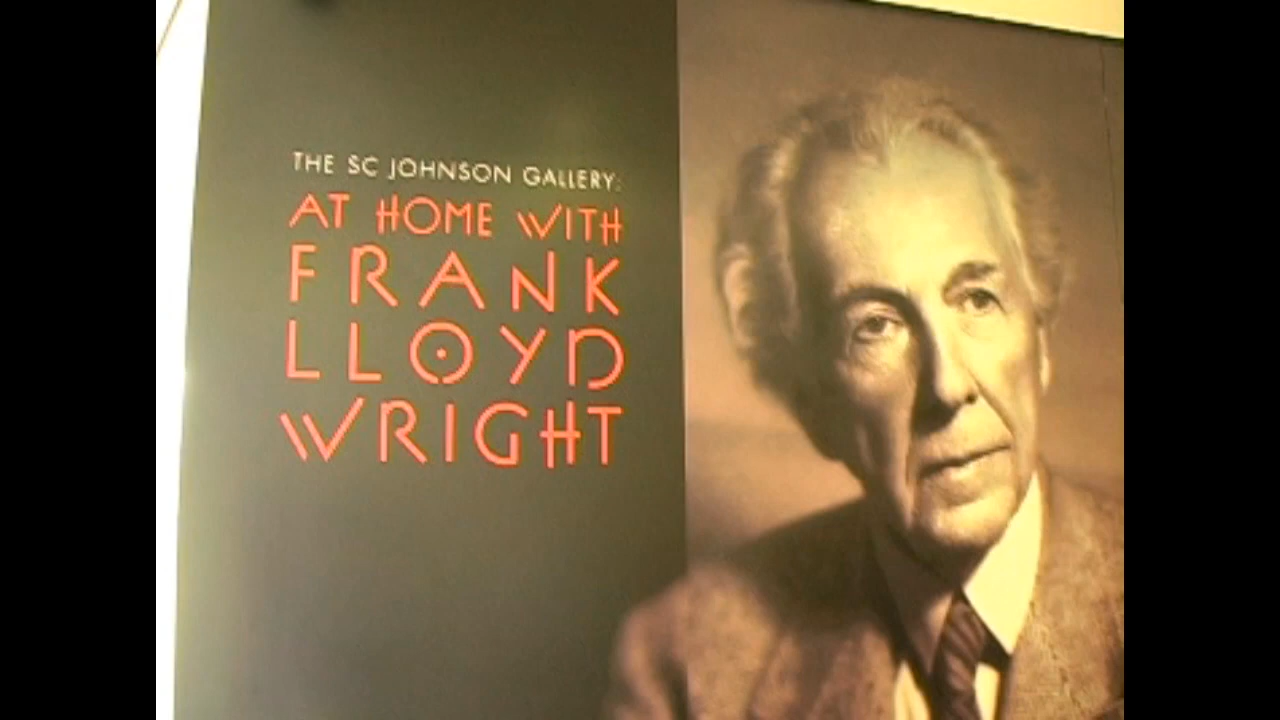 THE SC JOHNSON GALLERY:
AT HOME WITH
FRANK
LLOYD
WRIGHT